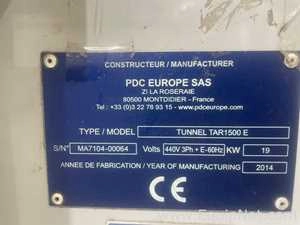 CONSTRUCTEUR / MANUFACTURER
PDC EUROPE SAS
ZI LA ROSERAIE
80500 MONTDIDIER - France
Tel : +33 (0)3 22 78 93 15 - www.pdceurope.com
TYPE / MODEL TUNNEL TAR1500 E
S/N° MA7104-00064 Volts 440V 3Ph + E-60Hz KW 19
ANNEE DE FABRICATION / YEAR OF MANUFACTURING 2014
CE